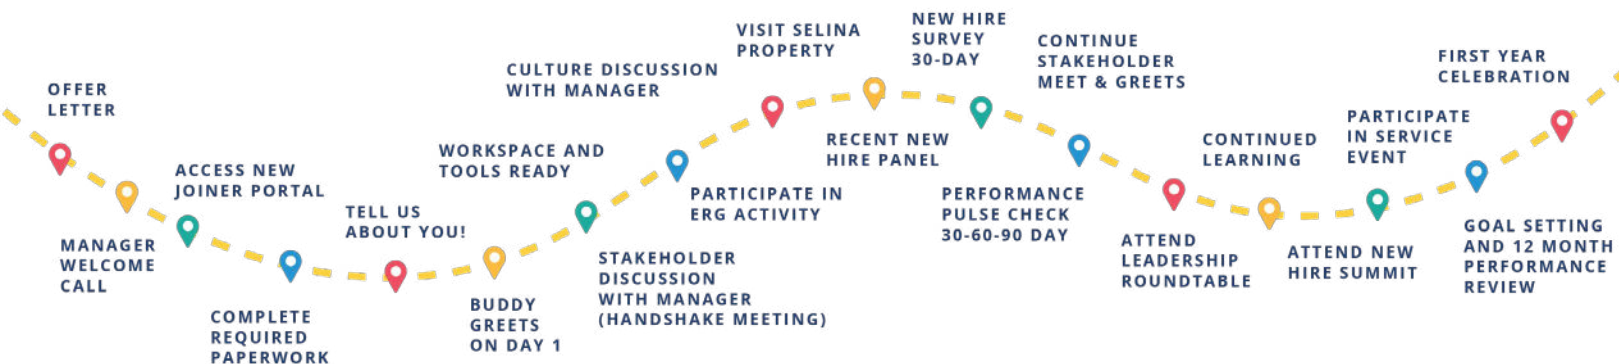 OFFER
LETTER
MANAGER
WELCOME
CALL
ACCESS NEW
JOINER PORTAL
COMPLETE
REQUIRED
PAPERWORK
TELL US
ABOUT YOU!
BUDDY
GREETS
ON DAY 1
WORKSPACE AND
TOOLS READY
STAKEHOLDER
DISCUSSION
WITH MANAGER
(HANDSHAKE MEETING)
CULTURE DISCUSSION
WITH MANAGER
PARTICIPATE IN
ERG ACTIVITY
VISIT SELINA
PROPERTY
RECENT NEW
HIRE PANEL
NEW HIRE
SURVEY
30-DAY
PERFORMANCE
PULSE CHECK
30-60-90 DAY
CONTINUE
STAKEHOLDER
MEET & GREETS
ATTEND
LEADERSHIP
ROUNDTABLE
CONTINUED
LEARNING
ATTEND NEW
HIRE SUMMIT
PARTICIPATE
IN SERVICE
EVENT
GOAL SETTING
AND 12 MONTH
PERFORMANCE
REVIEW
FIRST YEAR
CELEBRATION